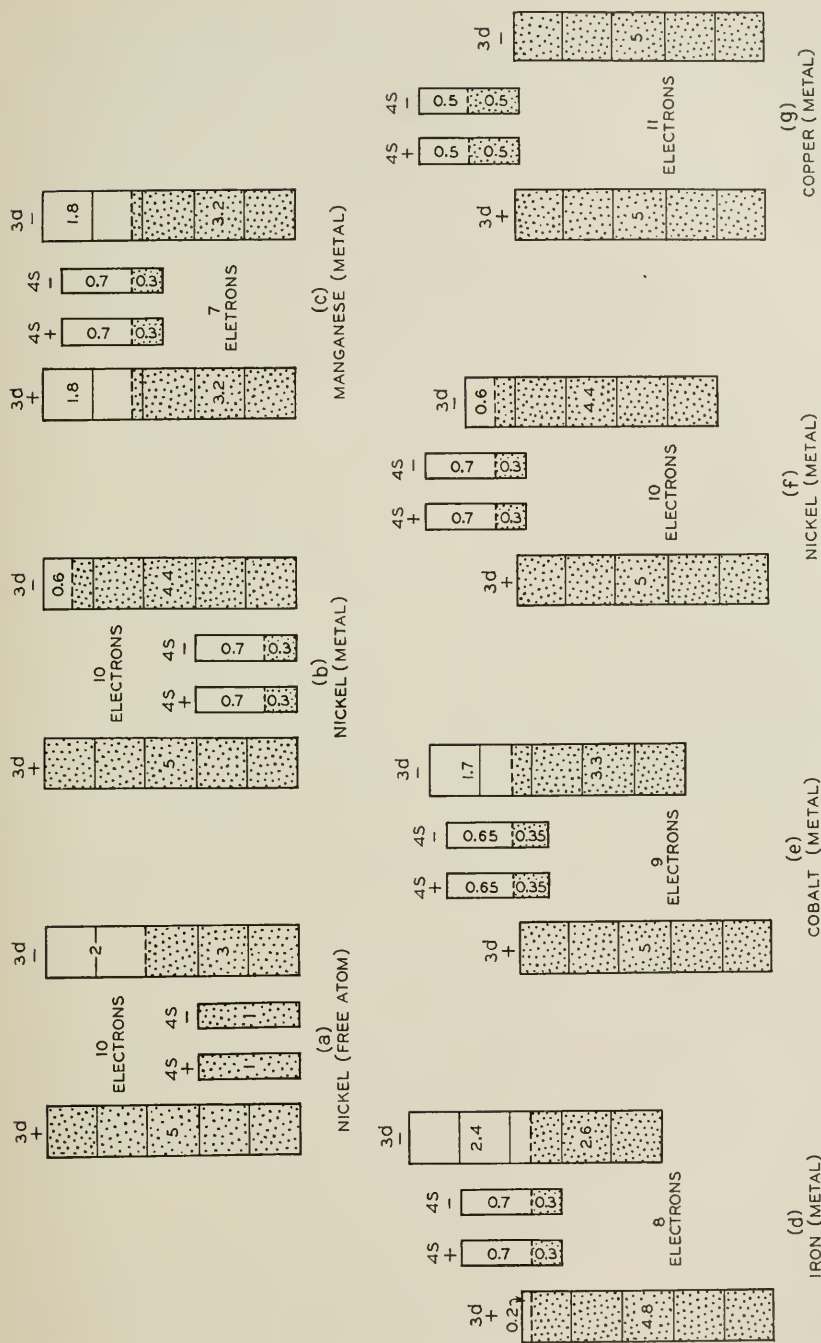 3d
+
10
ELECTRONS
3d
−
4S
+
4S
−
5
1
1
2
3
(a)
NICKEL (FREE ATOM)
3d
+
10
ELECTRONS
3d
−
4S
+
4S
−
5
0.7
0.3
0.7
0.3
0.6
4.4
(b)
NICKEL (METAL)
3d
+
4S
+
4S
−
3d
−
1.8
3.2
0.7
0.3
0.7
0.3
1.8
3.2
7
ELETRONS
(c)
MANGANESE (METAL)
3d
+
4S
+
4S
−
3d
−
0.2
4.8
0.7
0.3
0.7
0.3
2.4
2.6
8
ELECTRONS
(d)
IRON (METAL)
3d
+
4S
+
4S
−
3d
−
5
0.65
0.35
0.65
0.35
1.7
3.3
9
ELECTRONS
(e)
COBALT (METAL)
3d
+
4S
+
4S
−
3d
−
5
0.7
0.3
0.7
0.3
0.6
4.4
10
ELECTRONS
(f)
NICKEL (METAL)
3d
+
4S
+
4S
−
3d
−
5
0.5
0.5
0.5
0.5
5
11
ELECTRONS
(g)
COPPER (METAL)